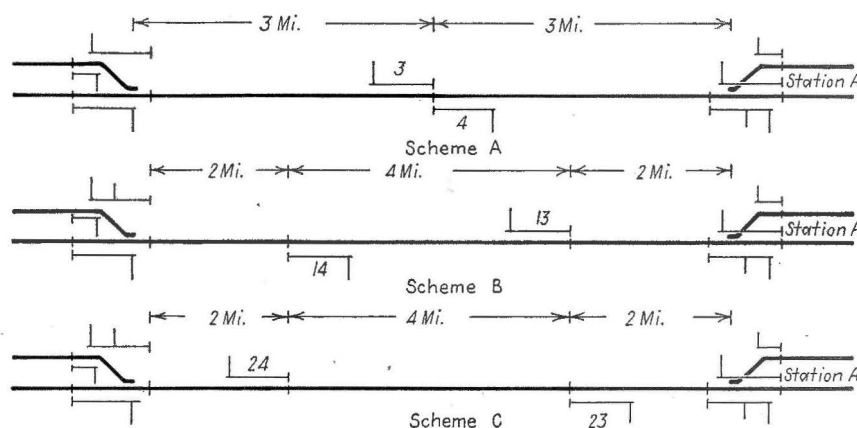 3 Mi. 3 Mi.
3
Station A
4
Scheme A
2 Mi. 4 Mi. 2 Mi.
13
Station A
14
Scheme B
2 Mi. 4 Mi. 2 Mi.
24
Station A
Scheme C 23